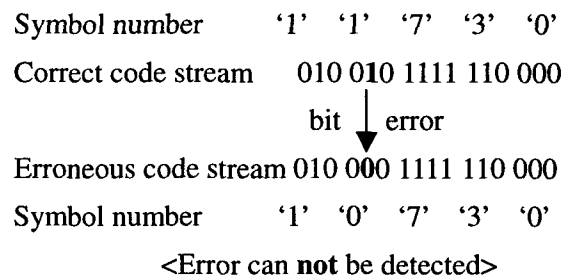 Symbol number ‘1’ ‘1’ ‘7’ ‘3’ ‘0’
Correct code stream 010 010 1111 110 000
bit error
Erroneous code stream 010 000 1111 110 000
Symbol number ‘1’ ‘0’ ‘7’ ‘3’ ‘0’
<Error can not be detected>